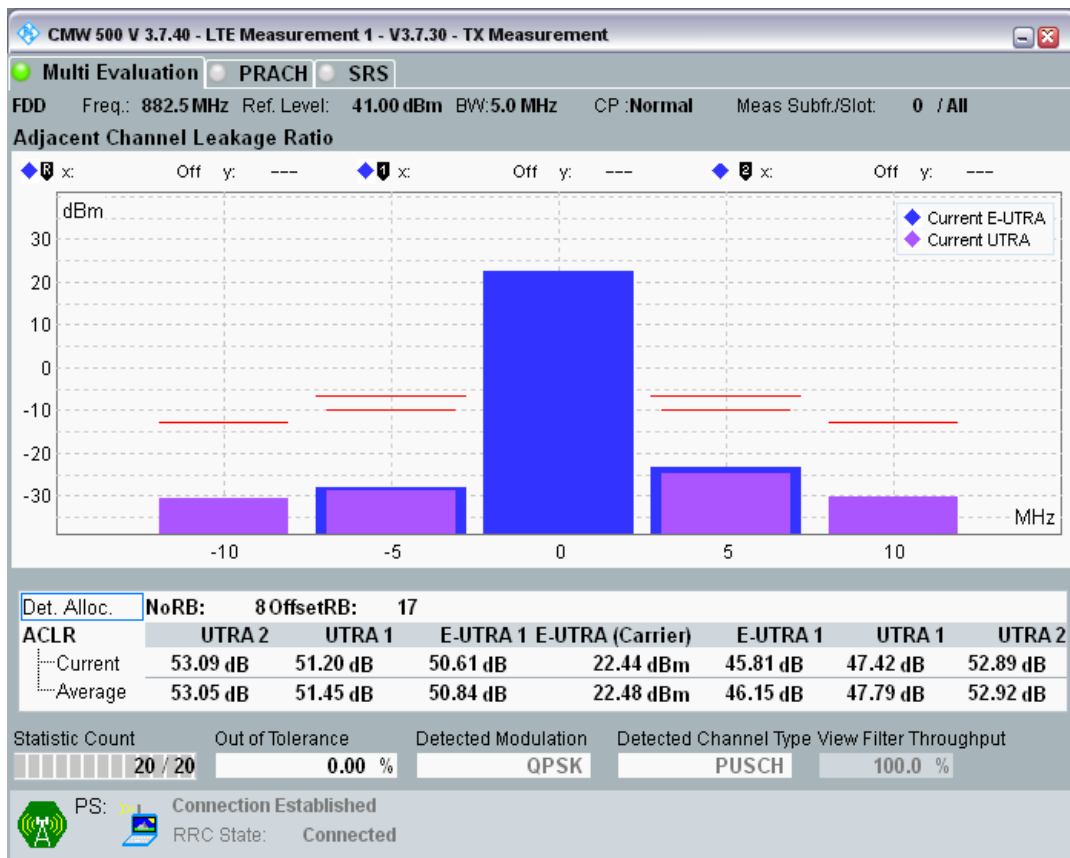 CMW 500 V 3.7.40 - LTE Measurement 1 - V3.7.30 - TX Measurement
Multi Evaluation PRACH SRS
FDD Freq.: 882.5 MHz Ref. Level: 41.00 dBm BW:5.0 MHz CP :Normal Meas Subfr./Slot: 0 / All
Adjacent Channel Leakage Ratio
R x: Off y: --- 1 x: Off y: --- 2 x: Off y: ---
dBm
Current E-UTRA
Current UTRA
30
20
10
0
-10
-20
-30
MHz
-10 -5 0 5 10
Det. Alloc. NoRB: 8 OffsetRB: 17
ACLR UTRA 2 UTRA 1 E-UTRA 1 E-UTRA (Carrier) E-UTRA 1 UTRA 1 UTRA 2
Current 53.09 dB 51.20 dB 50.61 dB 22.44 dBm 45.81 dB 47.42 dB 52.89 dB
Average 53.05 dB 51.45 dB 50.84 dB 22.48 dBm 46.15 dB 47.79 dB 52.92 dB
Statistic Count Out of Tolerance Detected Modulation Detected Channel Type View Filter Throughput
20 / 20 0.00 % QPSK PUSCH 100.0 %
PS: Connection Established
RRC State: Connected